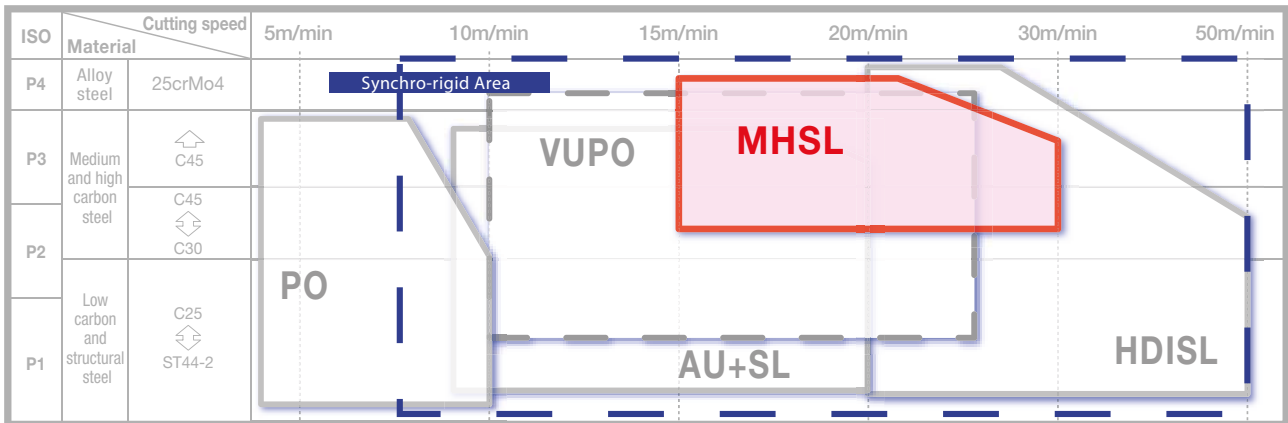 ISO
Material
Cutting speed
5m/min
10m/min
15m/min
20m/min
30m/min
50m/min
P4
Alloy
steel
25crMo4
Synchro-rigid Area
P3
Medium
and high
carbon
steel
C45
C45
C30
P2
P1
Low
carbon
and
structural
steel
C25
ST44-2
PO
VUPO
MHSL
AU+SL
HDISL